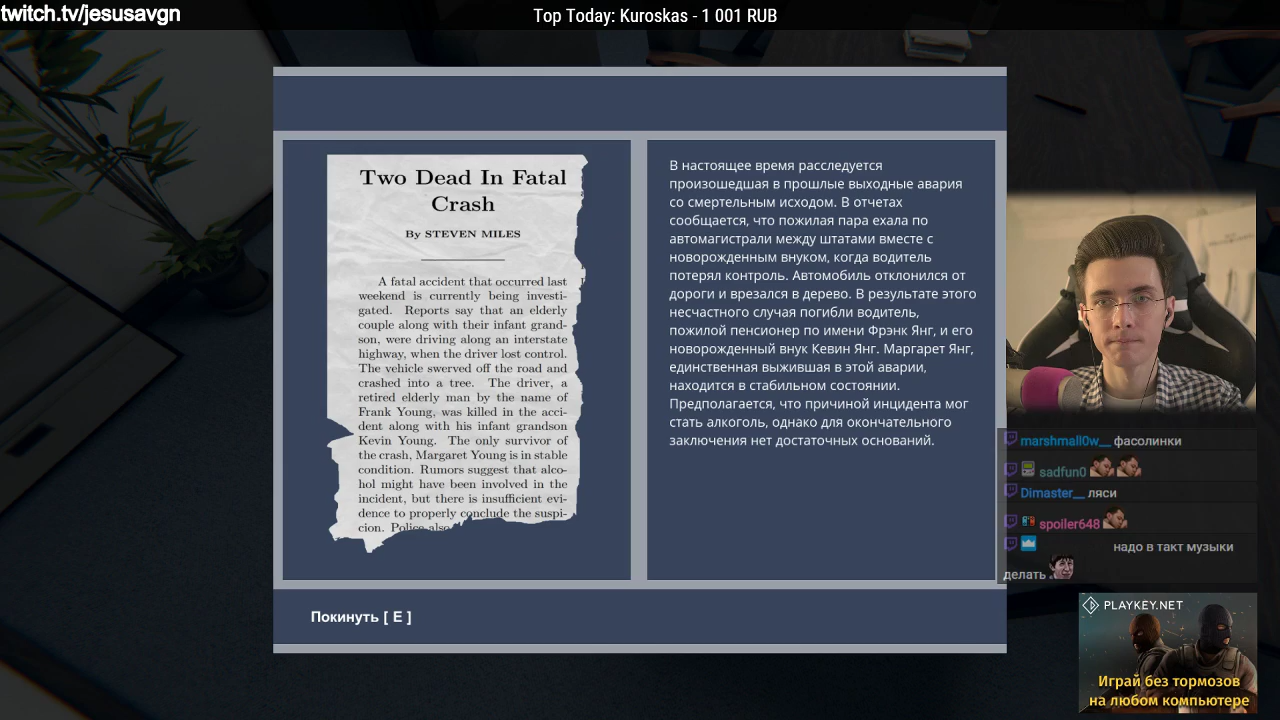 twitch.tv/jesusavgn
Top Today: Kuroskas - 1 001 RUB
Two Dead In Fatal
Crash
By STEVEN MILES
A fatal accident that occurred last
weekend is currently being investi-
gated. Reports say that an elderly
couple along with their infant grand-
son, were driving along an interstate
highway, when the driver lost control.
The vehicle swerved off the road and
crashed into a tree. The driver, a
retired elderly man by the name of
Frank Young, was killed in the acci-
dent along with his infant grandson
Kevin Young. The only survivor of
the crash, Margaret Young is in stable
condition. Rumors suggest that alco-
hol might have been involved in the
incident, but there is insufficient evi-
dence to properly conclude the suspi-
cion. Police also
В настоящее время расследуется
произошедшая в прошлые выходные авария
со смертельным исходом. В отчетах
сообщается, что пожилая пара ехала по
автомагистрали между штатами вместе с
новорожденным внуком, когда водитель
потерял контроль. Автомобиль отклонился от
дороги и врезался в дерево. В результате этого
несчастного случая погибли водитель,
пожилой пенсионер по имени Фрэнк Янг, и его
новорожденный внук Кевин Янг. Маргарет Янг,
единственная выжившая в этой аварии,
находится в стабильном состоянии.
Предполагается, что причиной инцидента мог
стать алкоголь, однако для окончательного
заключения нет достаточных оснований.
Покинуть [ E ]
marshmall0w__ фасолинки
sadfun0
Dimaster__ ляси
spoiler648
надо в такт музыки
делать
PLAYKEY.NET
Играй без тормозов
на любом компьютере